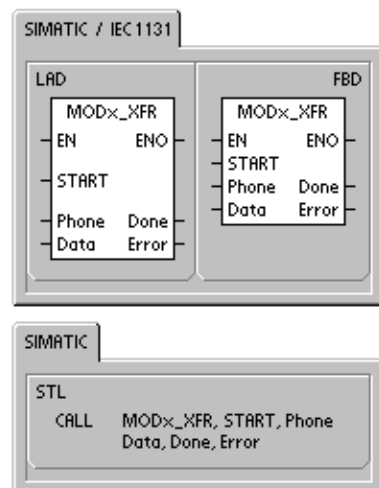 SIMATIC / IEC1131
LAD
FBD
MODx_XFR
EN ENO
START
Phone Done
Data Error
MODx_XFR
EN ENO
START
Phone Done
Data Error
SIMATIC
STL
CALL MODx_XFR, START, Phone
Data, Done, Error